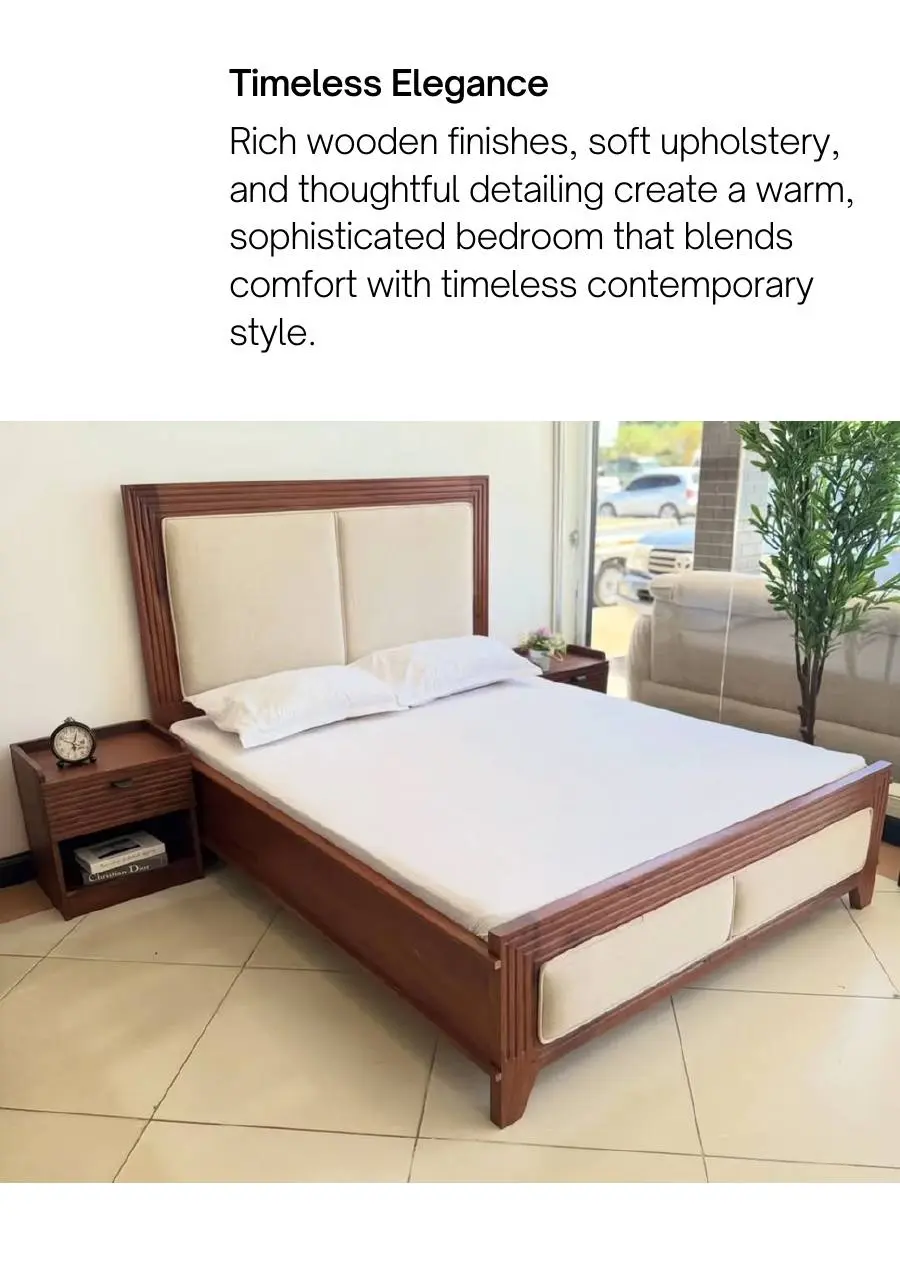 Timeless Elegance
Rich wooden finishes, soft upholstery,
and thoughtful detailing create a warm,
sophisticated bedroom that blends
comfort with timeless contemporary
style.
Christian Dior